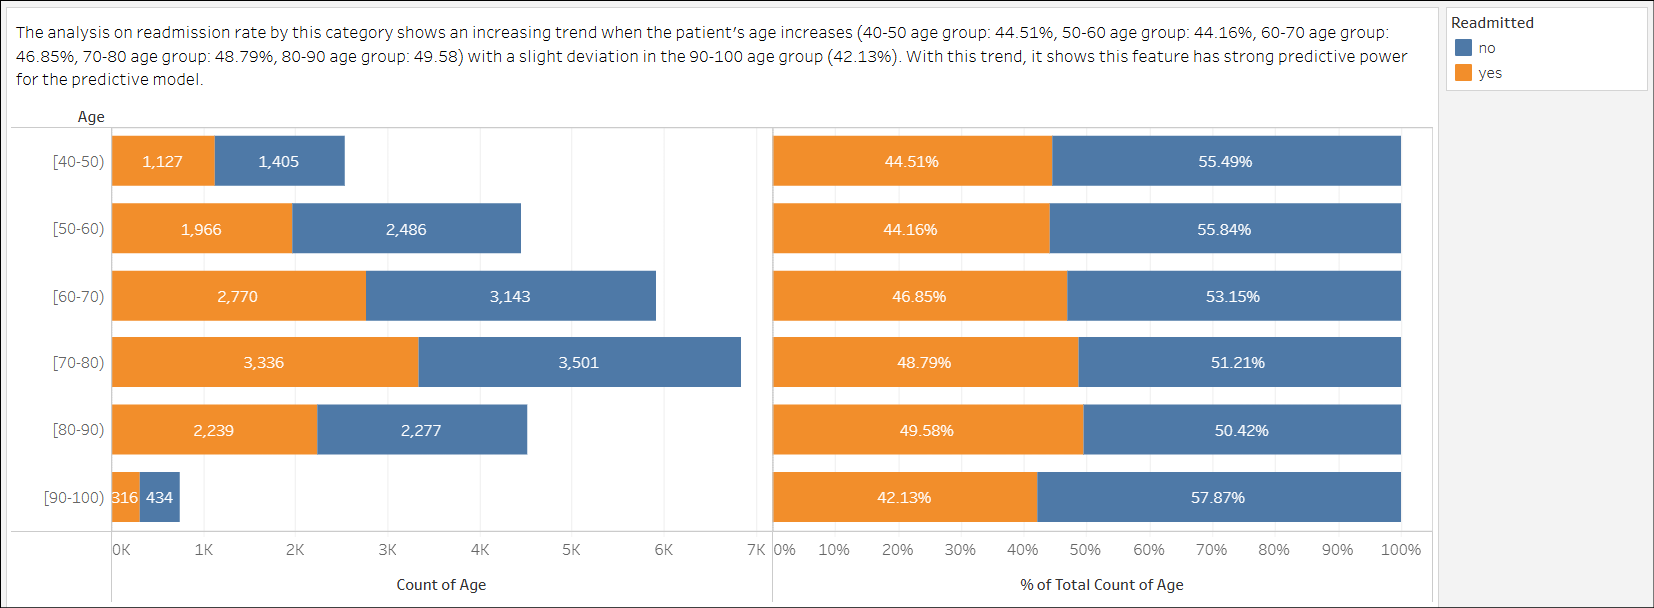 The analysis on readmission rate by this category shows an increasing trend when the patient's age increases (40-50 age group: 44.51%, 50-60 age group: 44.16%, 60-70 age group:
46.85%, 70-80 age group: 48.79%, 80-90 age group: 49.58) with a slight deviation in the 90-100 age group (42.13%). With this trend, it shows this feature has strong predictive power
for the predictive model.
Readmitted
no
yes
Age
[40-50) 1,127 1,405 44.51% 55.49%
[50-60) 1,966 2,486 44.16% 55.84%
[60-70) 2,770 3,143 46.85% 53.15%
[70-80) 3,336 3,501 48.79% 51.21%
[80-90) 2,239 2,277 49.58% 50.42%
[90-100) 316 434 42.13% 57.87%
0K 1K 2K 3K 4K 5K 6K 7K 0% 10% 20% 30% 40% 50% 60% 70% 80% 90% 100%
Count of Age % of Total Count of Age